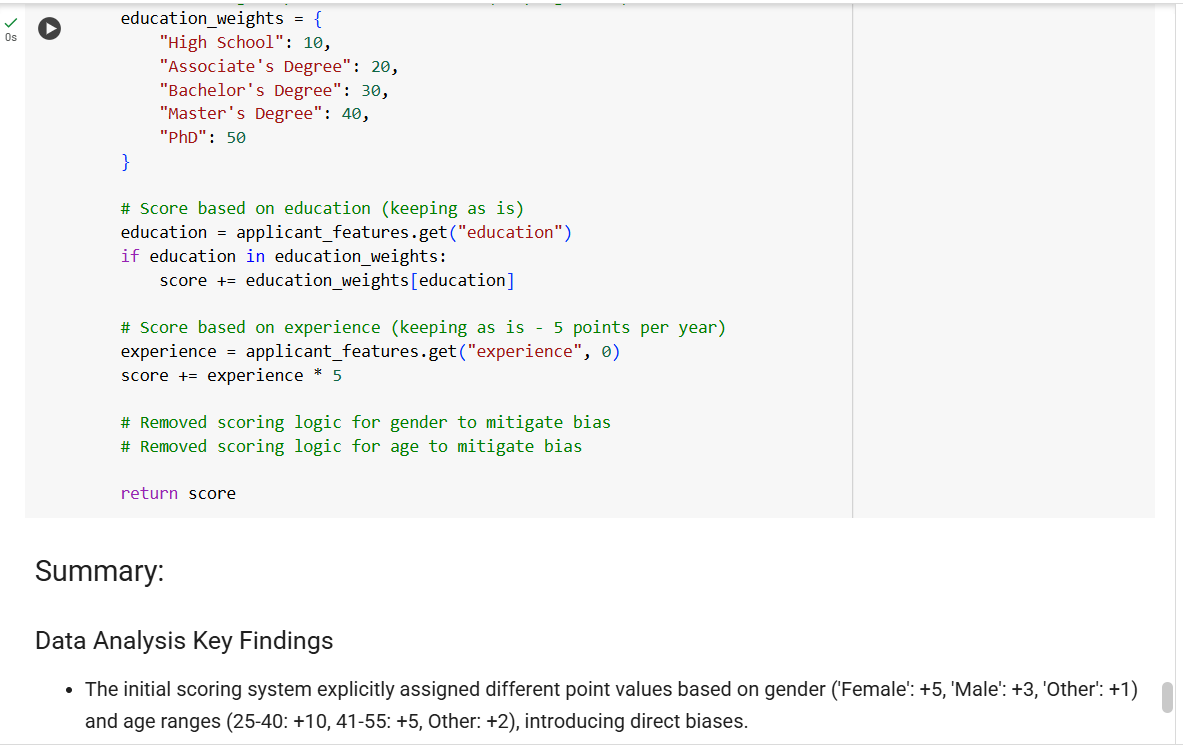 education_weights = {
"High School": 10,
"Associate's Degree": 20,
"Bachelor's Degree": 30,
"Master's Degree": 40,
"PhD": 50
}
# Score based on education (keeping as is)
education = applicant_features.get("education")
if education in education_weights:
score += education_weights[education]
# Score based on experience (keeping as is - 5 points per year)
experience = applicant_features.get("experience", 0)
score += experience * 5
# Removed scoring logic for gender to mitigate bias
# Removed scoring logic for age to mitigate bias
return score
0s
Summary:
Data Analysis Key Findings
• The initial scoring system explicitly assigned different point values based on gender ('Female': +5, 'Male': +3, 'Other': +1)
and age ranges (25-40: +10, 41-55: +5, Other: +2), introducing direct biases.